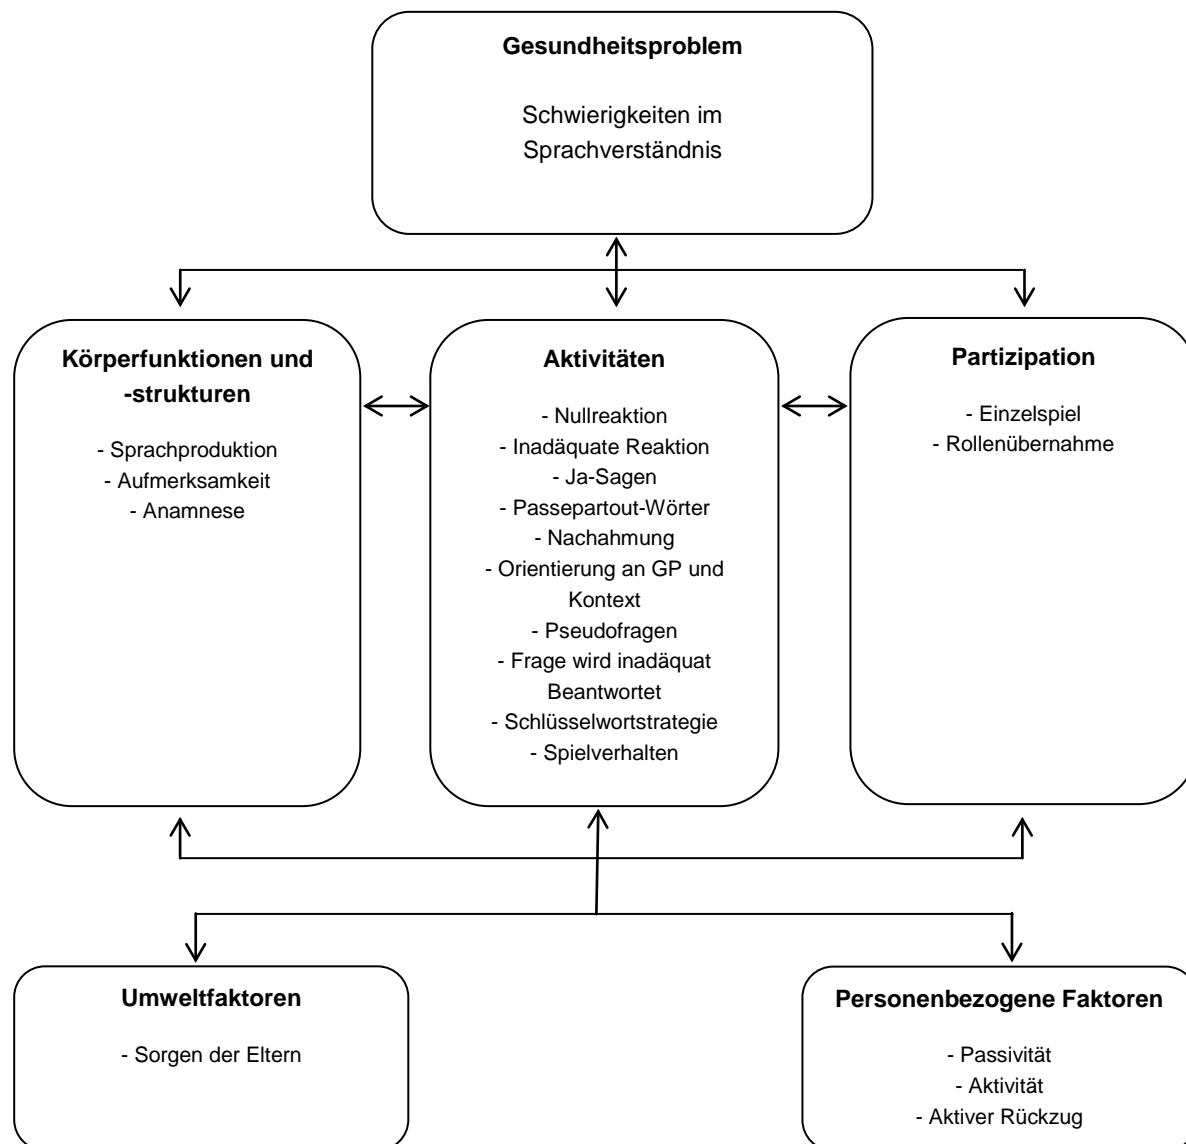 Gesundheitsproblem
Schwierigkeiten im
Sprachverständnis
Körperfunktionen und
-strukturen
- Sprachproduktion
- Aufmerksamkeit
- Anamnese
Aktivitäten
- Nullreaktion
- Inadäquate Reaktion
- Ja-Sagen
- Passepartout-Wörter
- Nachahmung
- Orientierung an GP und
Kontext
- Pseudofragen
- Frage wird inadäquat
Beantwortet
- Schlüsselwortstrategie
- Spielverhalten
Partizipation
- Einzelspiel
- Rollenübernahme
Umweltfaktoren
- Sorgen der Eltern
Personenbezogene Faktoren
- Passivität
- Aktivität
- Aktiver Rückzug